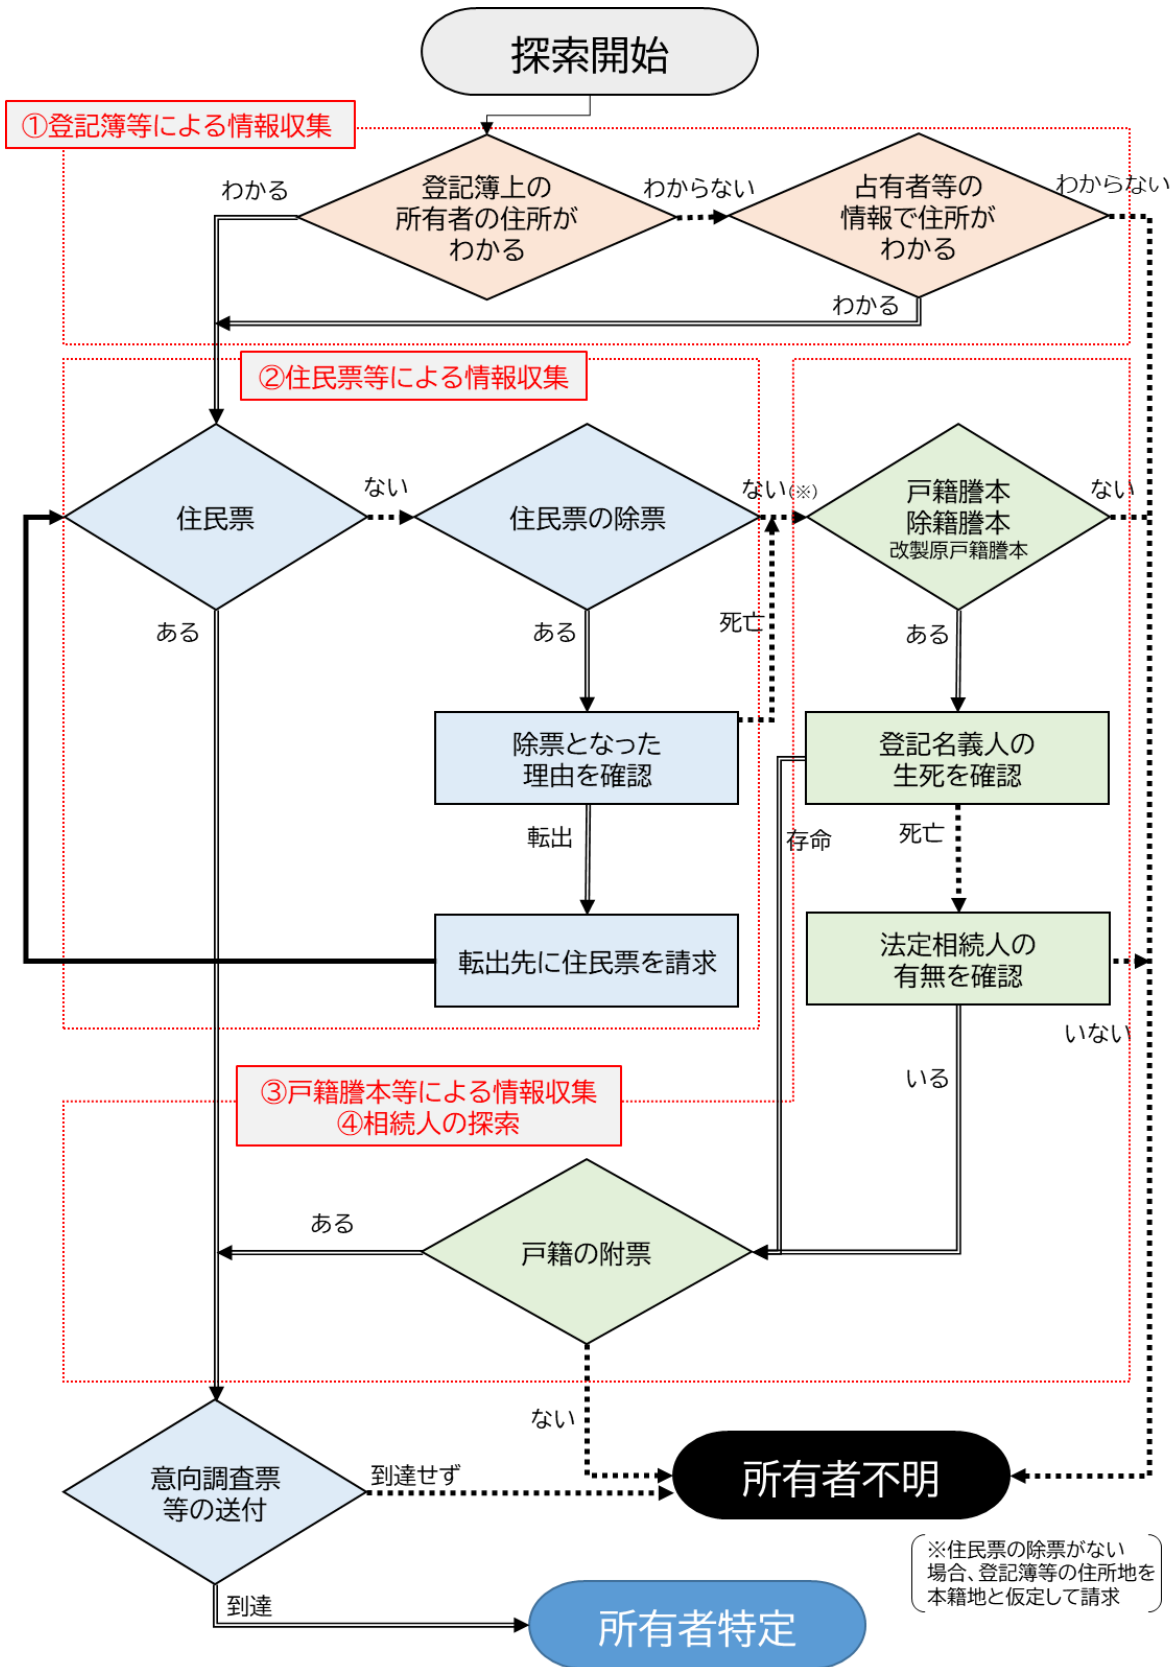 探索開始
①登記簿等による情報収集
わかる
登記簿上の
所有者の住所が
わかる
わからない
占有者等の
情報で住所が
わかる
わからない
わかる
②住民票等による情報収集
住民票
ない
住民票の除票
ない(※)
戸籍謄本
除籍謄本
改製原戸籍謄本
ない
ある
ある
死亡
ある
除票となった
理由を確認
登記名義人の
生死を確認
転出
存命
死亡
転出先に住民票を請求
法定相続人の
有無を確認
いない
いる
③戸籍謄本等による情報収集
④相続人の探索
ある
戸籍の附票
ない
意向調査票
等の送付
到達せず
所有者不明
※住民票の除票がない
場合、登記簿等の住所地を
本籍地と仮定して請求
到達
所有者特定